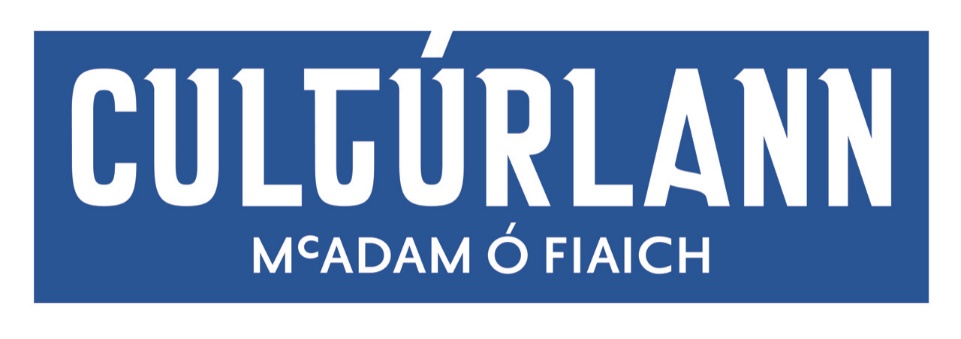 CULTÚRLANN
McADAM Ó FIAICH